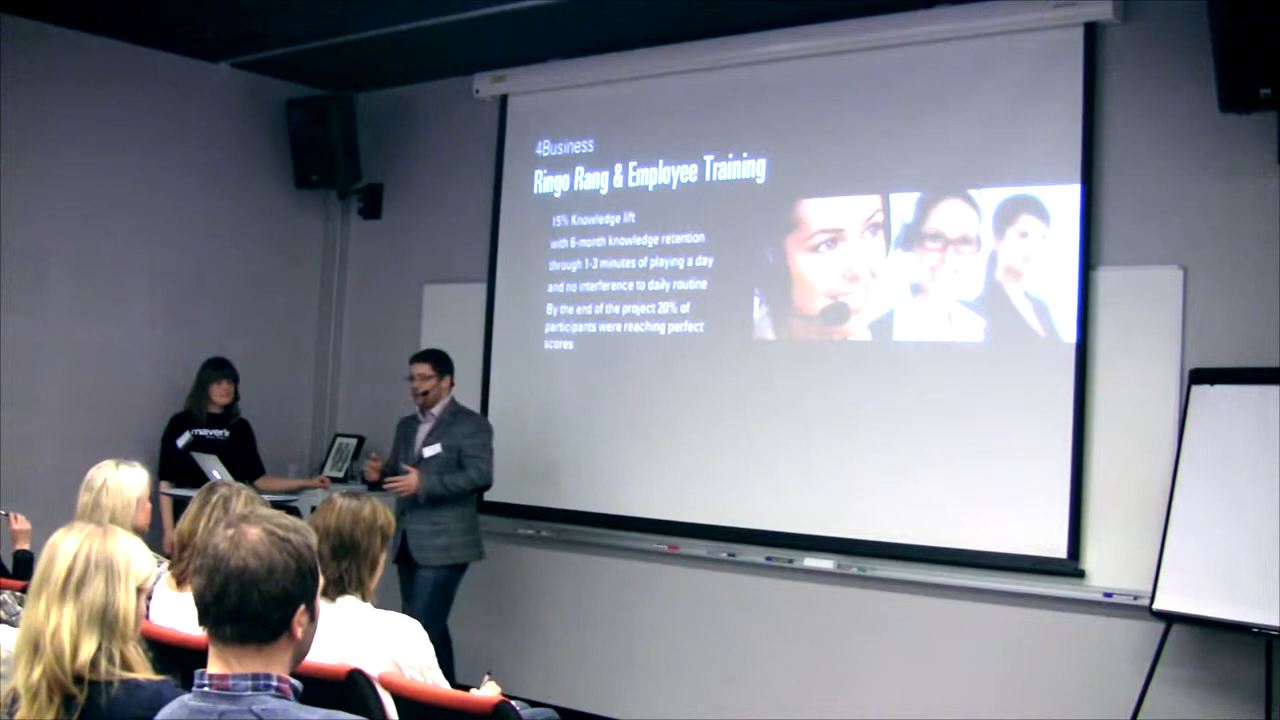 4Business
Ringo Rang & Employee Training
15% Knowledge lift
with 6-month knowledge retention
through 1-3 minutes of playing a day
and no interference to daily routine
By the end of the project 20% of
participants were reaching perfect
scores